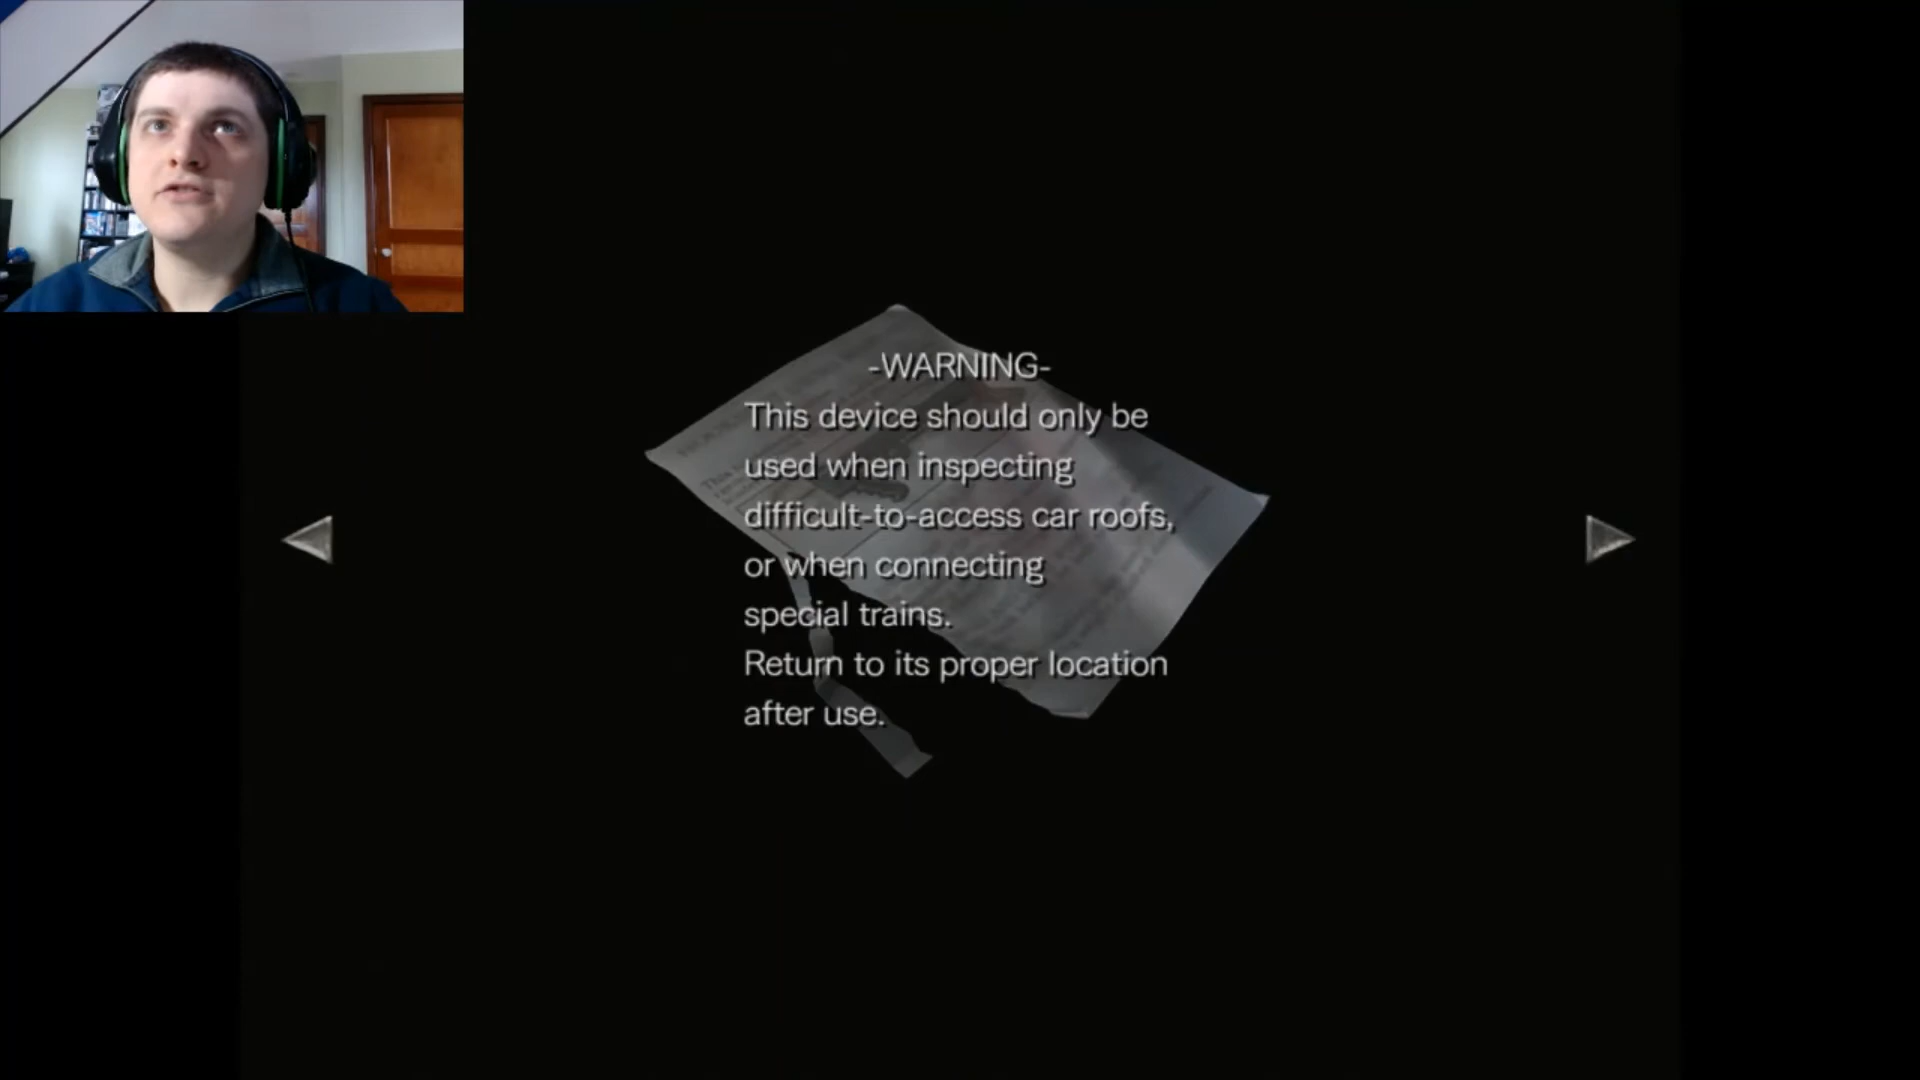 -WARNING-
This device should only be
used when inspecting
difficult-to-access car roofs,
or when connecting
special trains.
Return to its proper location
after use.